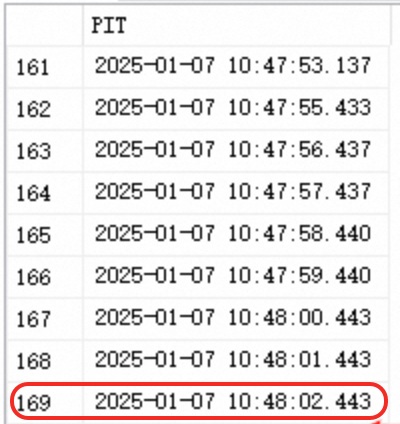 PIT
161 2025-01-07 10:47:53.137
162 2025-01-07 10:47:55.433
163 2025-01-07 10:47:56.437
164 2025-01-07 10:47:57.437
165 2025-01-07 10:47:58.440
166 2025-01-07 10:47:59.440
167 2025-01-07 10:48:00.443
168 2025-01-07 10:48:01.443
169 2025-01-07 10:48:02.443